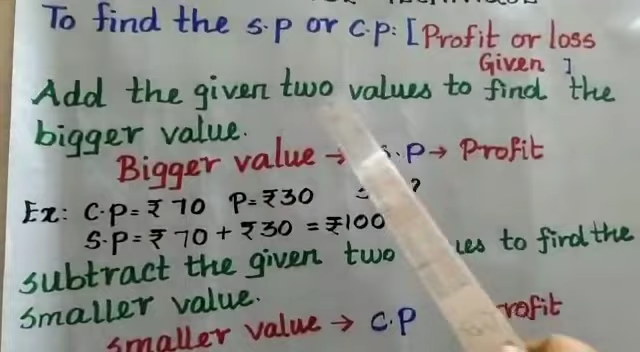 To find the s.p or c.p: [Profit or loss
Given ]
Add the given two values to find the
bigger value.
Bigger value → S.P → Profit
Ex: C.P = ₹ 70 P = ₹30 ?
S.P = ₹ 70 + ₹30 = ₹100
subtract the given two to find the
smaller value.
smaller value → C.P